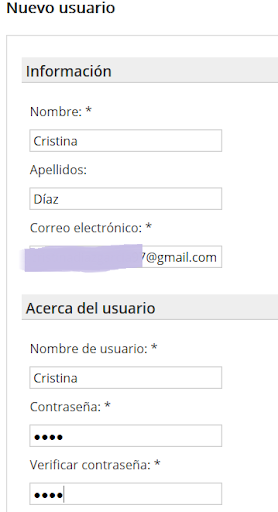 Nuevo usuario
Información
Nombre: *
Cristina
Apellidos:
Díaz
Correo electrónico: *
7@gmail.com
Acerca del usuario
Nombre de usuario: *
Cristina
Contraseña: *
●●●●
Verificar contraseña: *
●●●●